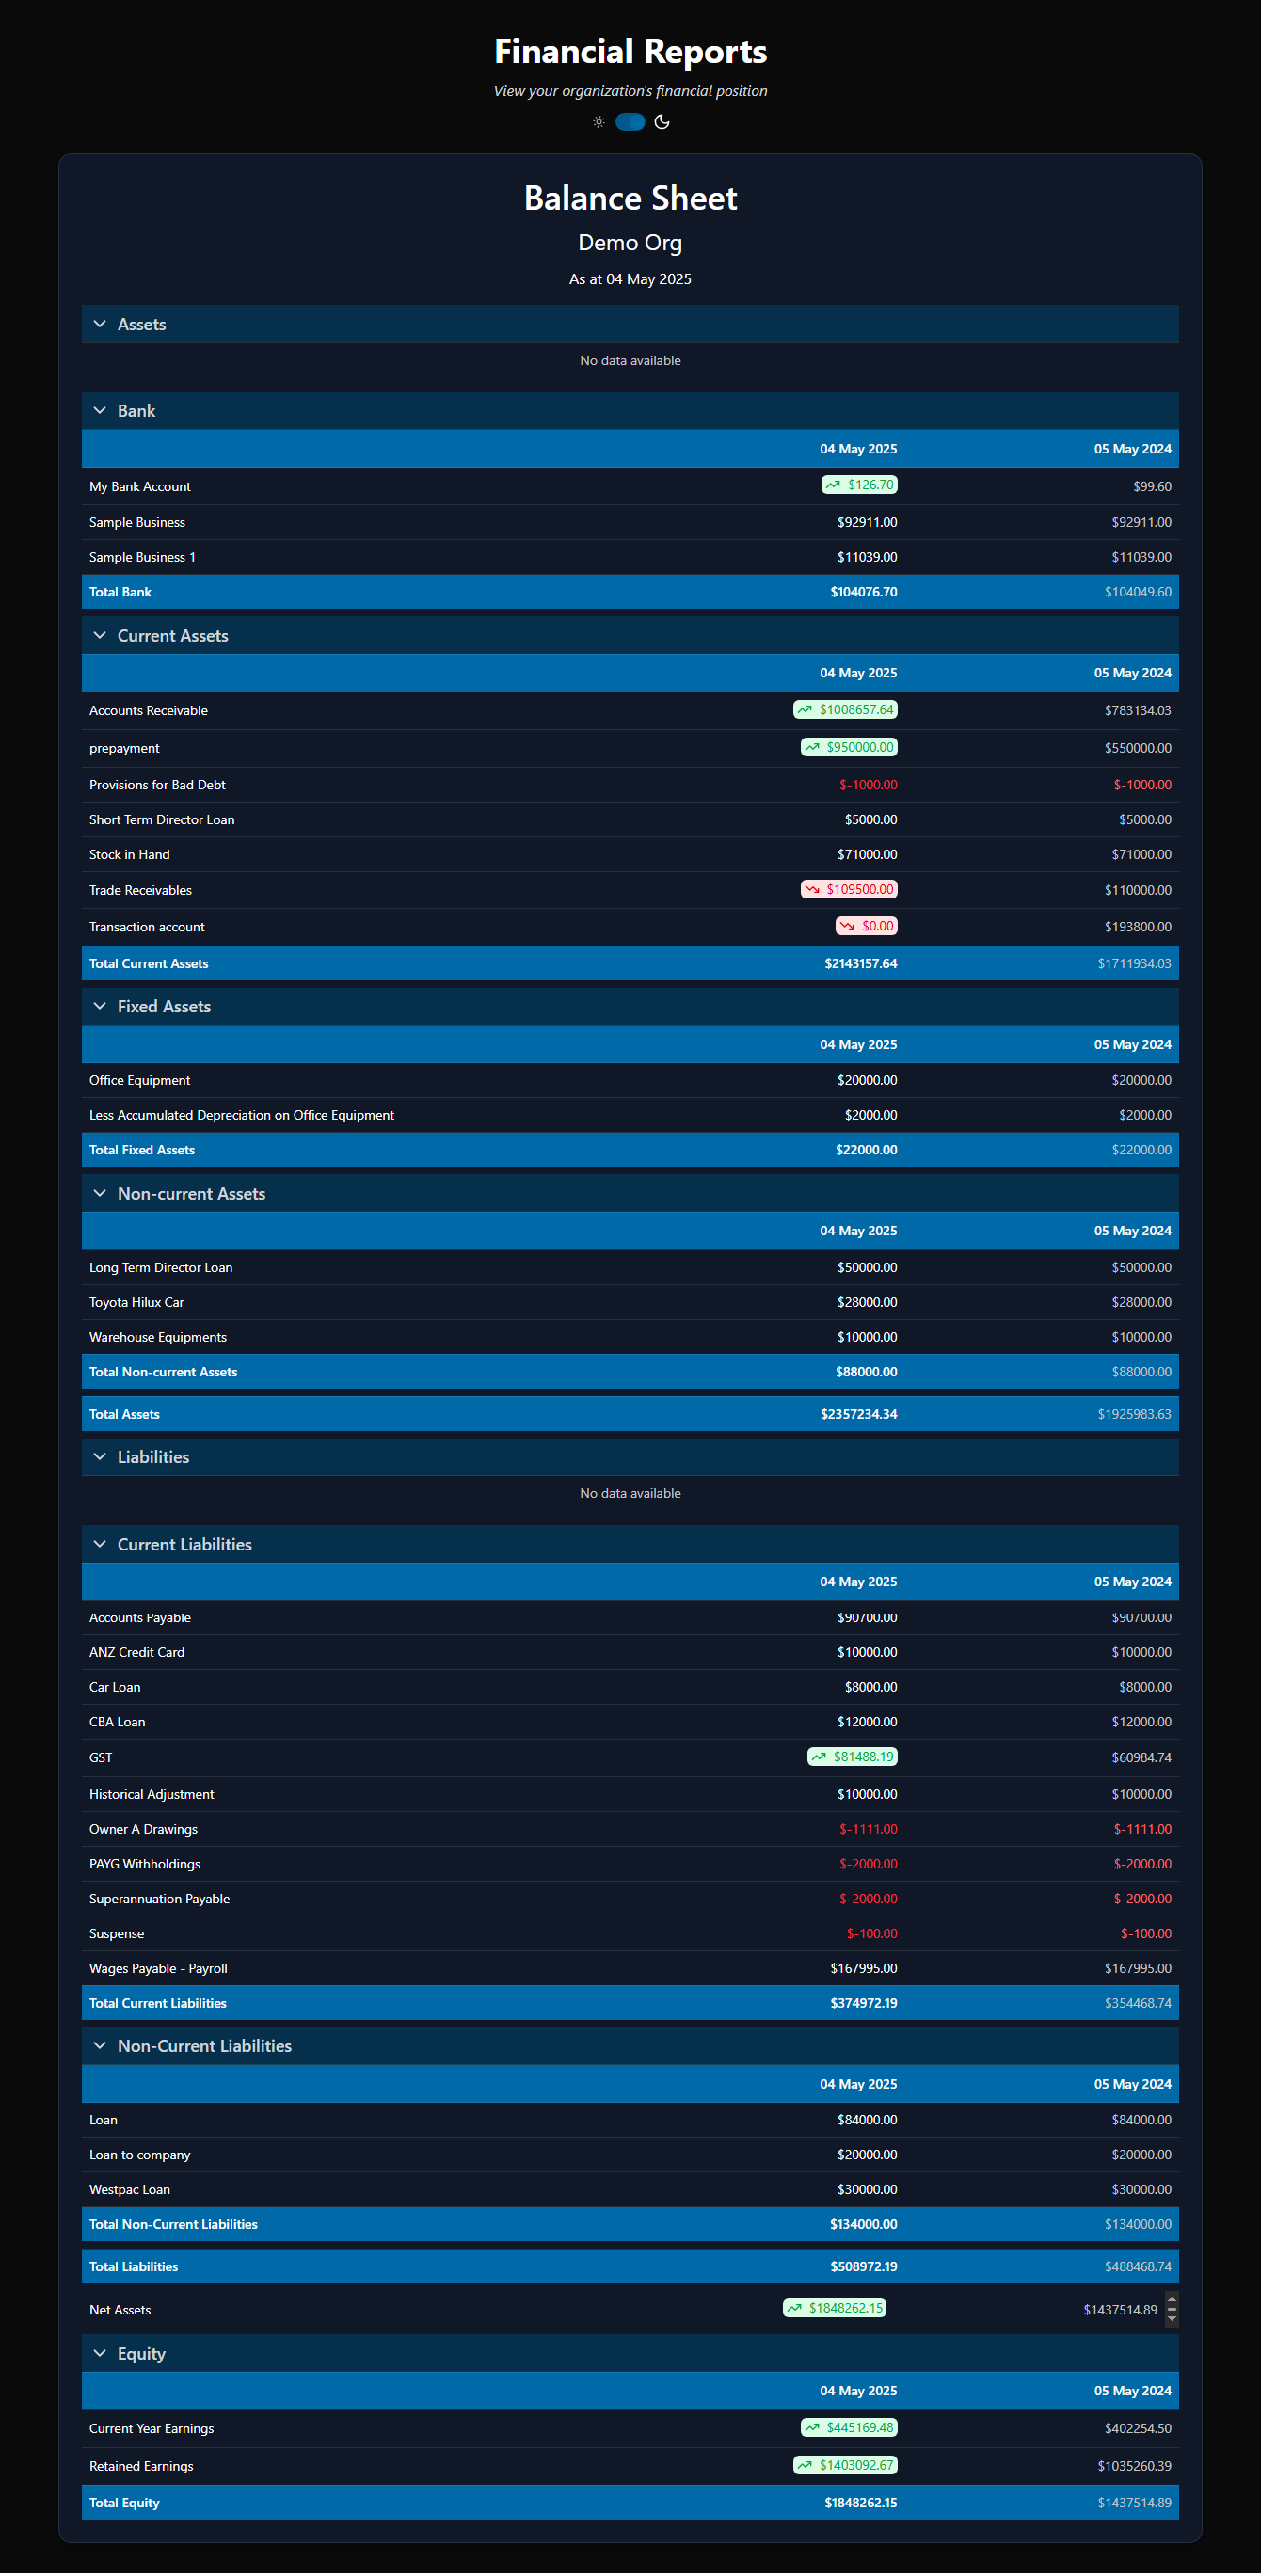 Financial Reports
View your organization's financial position
Balance Sheet
Demo Org
As at 04 May 2025
Assets
No data available
Bank
04 May 2025 05 May 2024
My Bank Account $126.70 $99.60
Sample Business $92911.00 $92911.00
Sample Business 1 $11039.00 $11039.00
Total Bank $104076.70 $104049.60
Current Assets
04 May 2025 05 May 2024
Accounts Receivable $1008657.64 $783134.03
prepayment $950000.00 $550000.00
Provisions for Bad Debt $-1000.00 $-1000.00
Short Term Director Loan $5000.00 $5000.00
Stock in Hand $71000.00 $71000.00
Trade Receivables $109500.00 $110000.00
Transaction account $0.00 $193800.00
Total Current Assets $2143157.64 $1711934.03
Fixed Assets
04 May 2025 05 May 2024
Office Equipment $20000.00 $20000.00
Less Accumulated Depreciation on Office Equipment $2000.00 $2000.00
Total Fixed Assets $22000.00 $22000.00
Non-current Assets
04 May 2025 05 May 2024
Long Term Director Loan $50000.00 $50000.00
Toyota Hilux Car $28000.00 $28000.00
Warehouse Equipments $10000.00 $10000.00
Total Non-current Assets $88000.00 $88000.00
Total Assets $2357234.34 $1925983.63
Liabilities
No data available
Current Liabilities
04 May 2025 05 May 2024
Accounts Payable $90700.00 $90700.00
ANZ Credit Card $10000.00 $10000.00
Car Loan $8000.00 $8000.00
CBA Loan $12000.00 $12000.00
GST $81488.19 $60984.74
Historical Adjustment $10000.00 $10000.00
Owner A Drawings $-1111.00 $-1111.00
PAYG Withholdings $-2000.00 $-2000.00
Superannuation Payable $-2000.00 $-2000.00
Suspense $-100.00 $-100.00
Wages Payable - Payroll $167995.00 $167995.00
Total Current Liabilities $374972.19 $354468.74
Non-Current Liabilities
04 May 2025 05 May 2024
Loan $84000.00 $84000.00
Loan to company $20000.00 $20000.00
Westpac Loan $30000.00 $30000.00
Total Non-Current Liabilities $134000.00 $134000.00
Total Liabilities $508972.19 $488468.74
Net Assets $1848262.15 $1437514.89
Equity
04 May 2025 05 May 2024
Current Year Earnings $445169.48 $402254.50
Retained Earnings $1403092.67 $1035260.39
Total Equity $1848262.15 $1437514.89